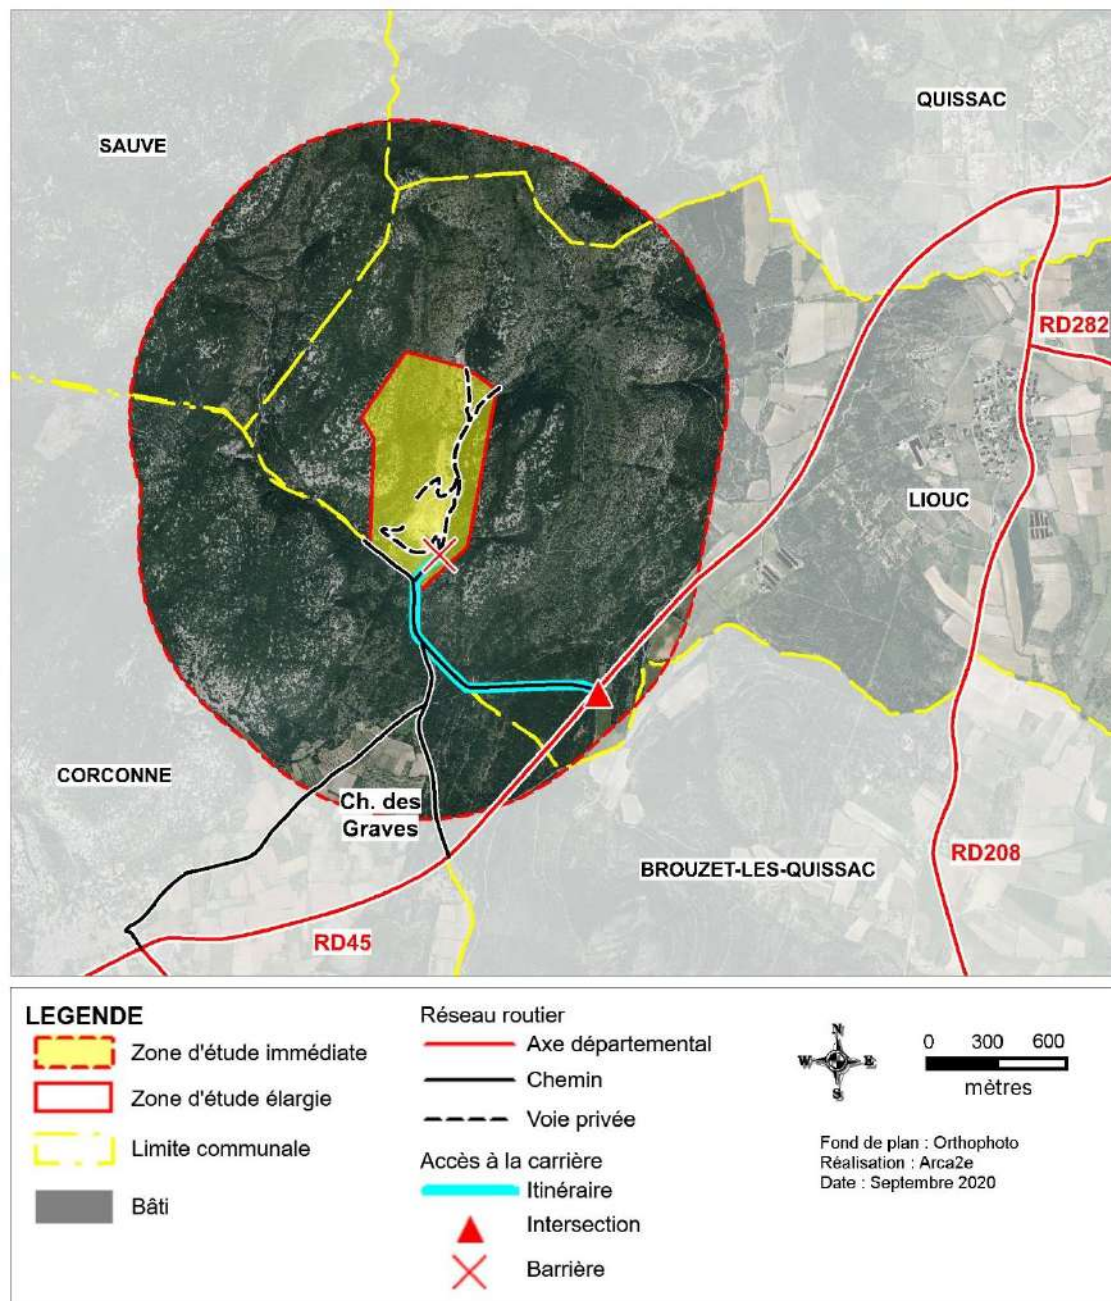 QUISSAC
SAUVE
RD282
LIOUC
CORCONNE
Ch. des
Graves
BROUZET-LES-QUISSAC
RD208
RD45
LEGENDE
Zone d'étude immédiate
Zone d'étude élargie
Limite communale
Bâti
Réseau routier
Axe départemental
Chemin
Voie privée
Accès à la carrière
Itinéraire
Intersection
Barrière
N
W E
S
0 300 600
mètres
Fond de plan : Orthophoto
Réalisation : Arca2e
Date : Septembre 2020